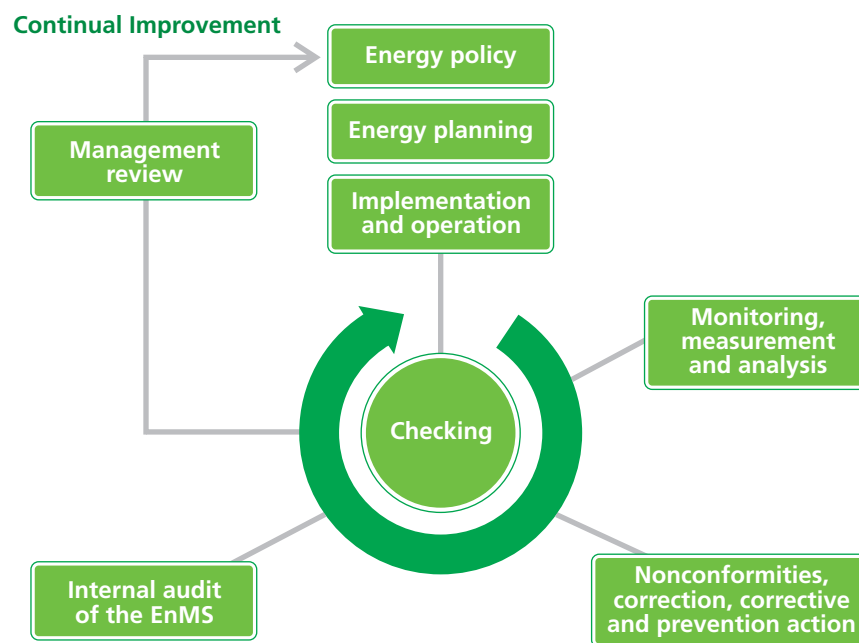 Continual Improvement
Energy policy
Energy planning
Management
review
Implementation
and operation
Monitoring,
measurement
and analysis
Checking
Internal audit
of the EnMS
Nonconformities,
correction, corrective
and prevention action